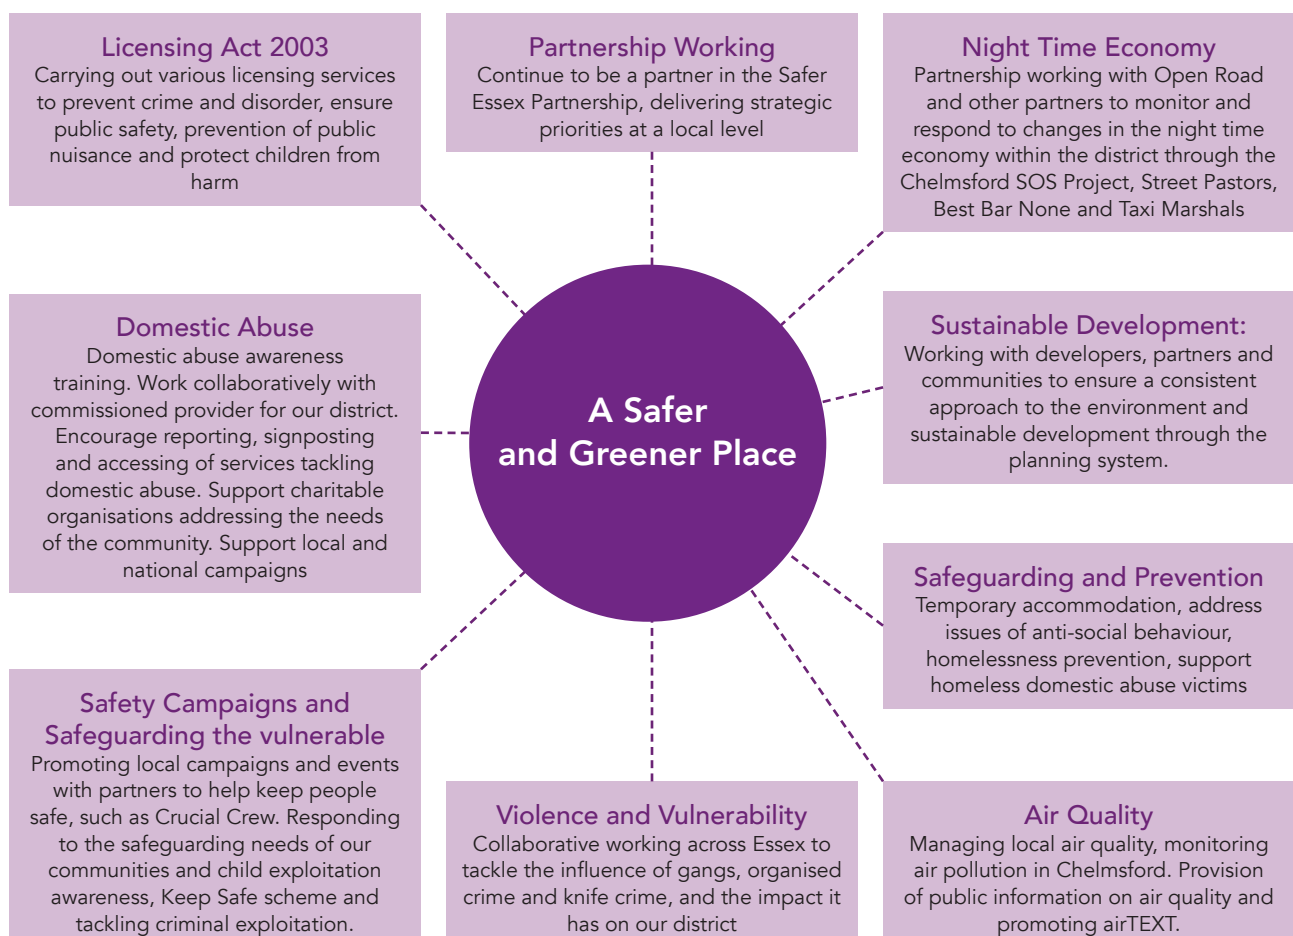 Licensing Act 2003
Carrying out various licensing services
to prevent crime and disorder, ensure
public safety, prevention of public
nuisance and protect children from
harm
Partnership Working
Continue to be a partner in the Safer
Essex Partnership, delivering strategic
priorities at a local level
Night Time Economy
Partnership working with Open Road
and other partners to monitor and
respond to changes in the night time
economy within the district through the
Chelmsford SOS Project, Street Pastors,
Best Bar None and Taxi Marshals
Domestic Abuse
Domestic abuse awareness
training. Work collaboratively with
commissioned provider for our district.
Encourage reporting, signposting
and accessing of services tackling
domestic abuse. Support charitable
organisations addressing the needs
of the community. Support local and
national campaigns
A Safer
and Greener Place
Sustainable Development:
Working with developers, partners and
communities to ensure a consistent
approach to the environment and
sustainable development through the
planning system.
Safeguarding and Prevention
Temporary accommodation, address
issues of anti-social behaviour,
homelessness prevention, support
homeless domestic abuse victims
Safety Campaigns and
Safeguarding the vulnerable
Promoting local campaigns and events
with partners to help keep people
safe, such as Crucial Crew. Responding
to the safeguarding needs of our
communities and child exploitation
awareness, Keep Safe scheme and
tackling criminal exploitation.
Violence and Vulnerability
Collaborative working across Essex to
tackle the influence of gangs, organised
crime and knife crime, and the impact it
has on our district
Air Quality
Managing local air quality, monitoring
air pollution in Chelmsford. Provision
of public information on air quality and
promoting airTEXT.